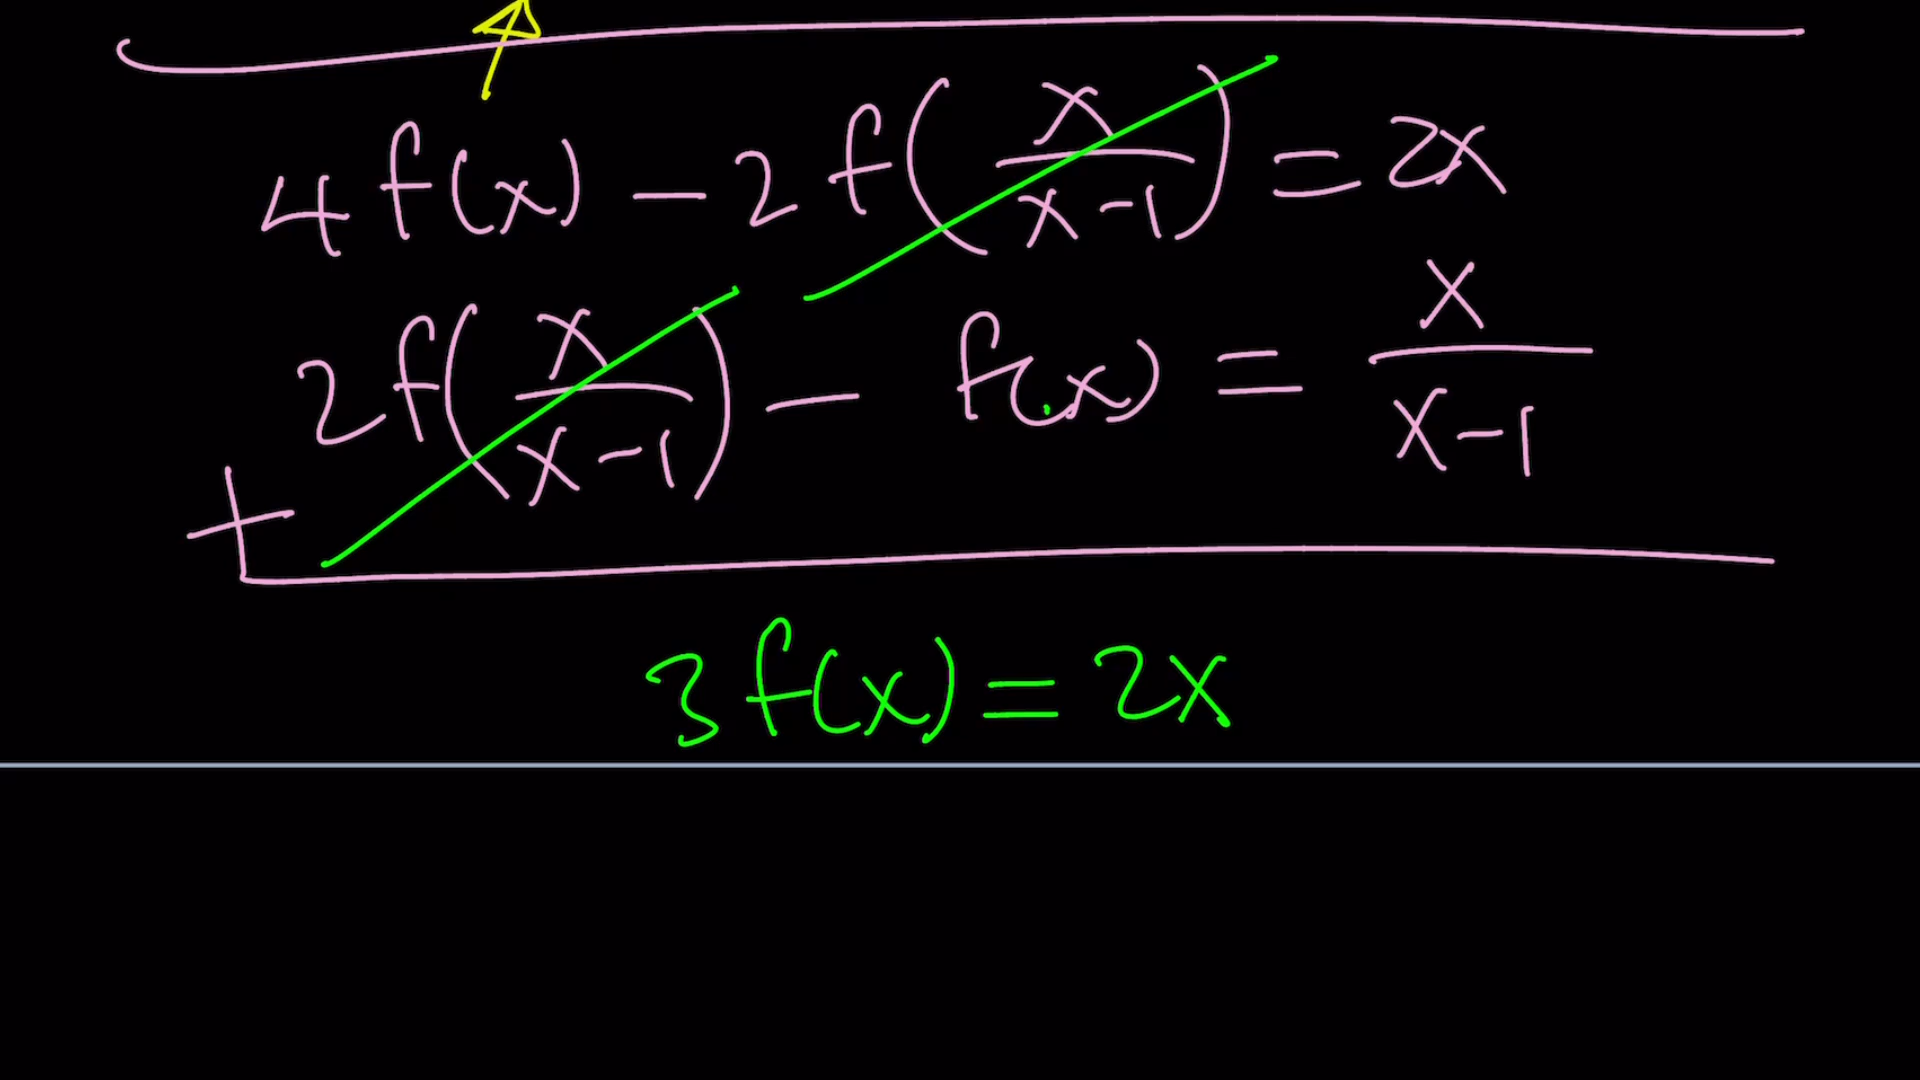 4f(x) - 2f(x/(x-1)) = 2x
2f(x/(x-1)) - f(x) = x/(x-1)
+
3f(x) = 2x